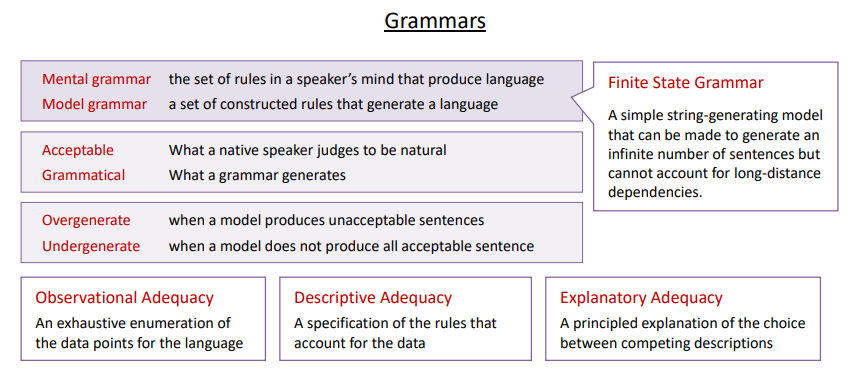 Grammars
Mental grammar the set of rules in a speaker’s mind that produce language
Model grammar a set of constructed rules that generate a language
Finite State Grammar
A simple string-generating model
that can be made to generate an
infinite number of sentences but
cannot account for long-distance
dependencies.
Acceptable What a native speaker judges to be natural
Grammatical What a grammar generates
Overgenerate when a model produces unacceptable sentences
Undergenerate when a model does not produce all acceptable sentence
Observational Adequacy
An exhaustive enumeration of
the data points for the language
Descriptive Adequacy
A specification of the rules that
account for the data
Explanatory Adequacy
A principled explanation of the choice
between competing descriptions